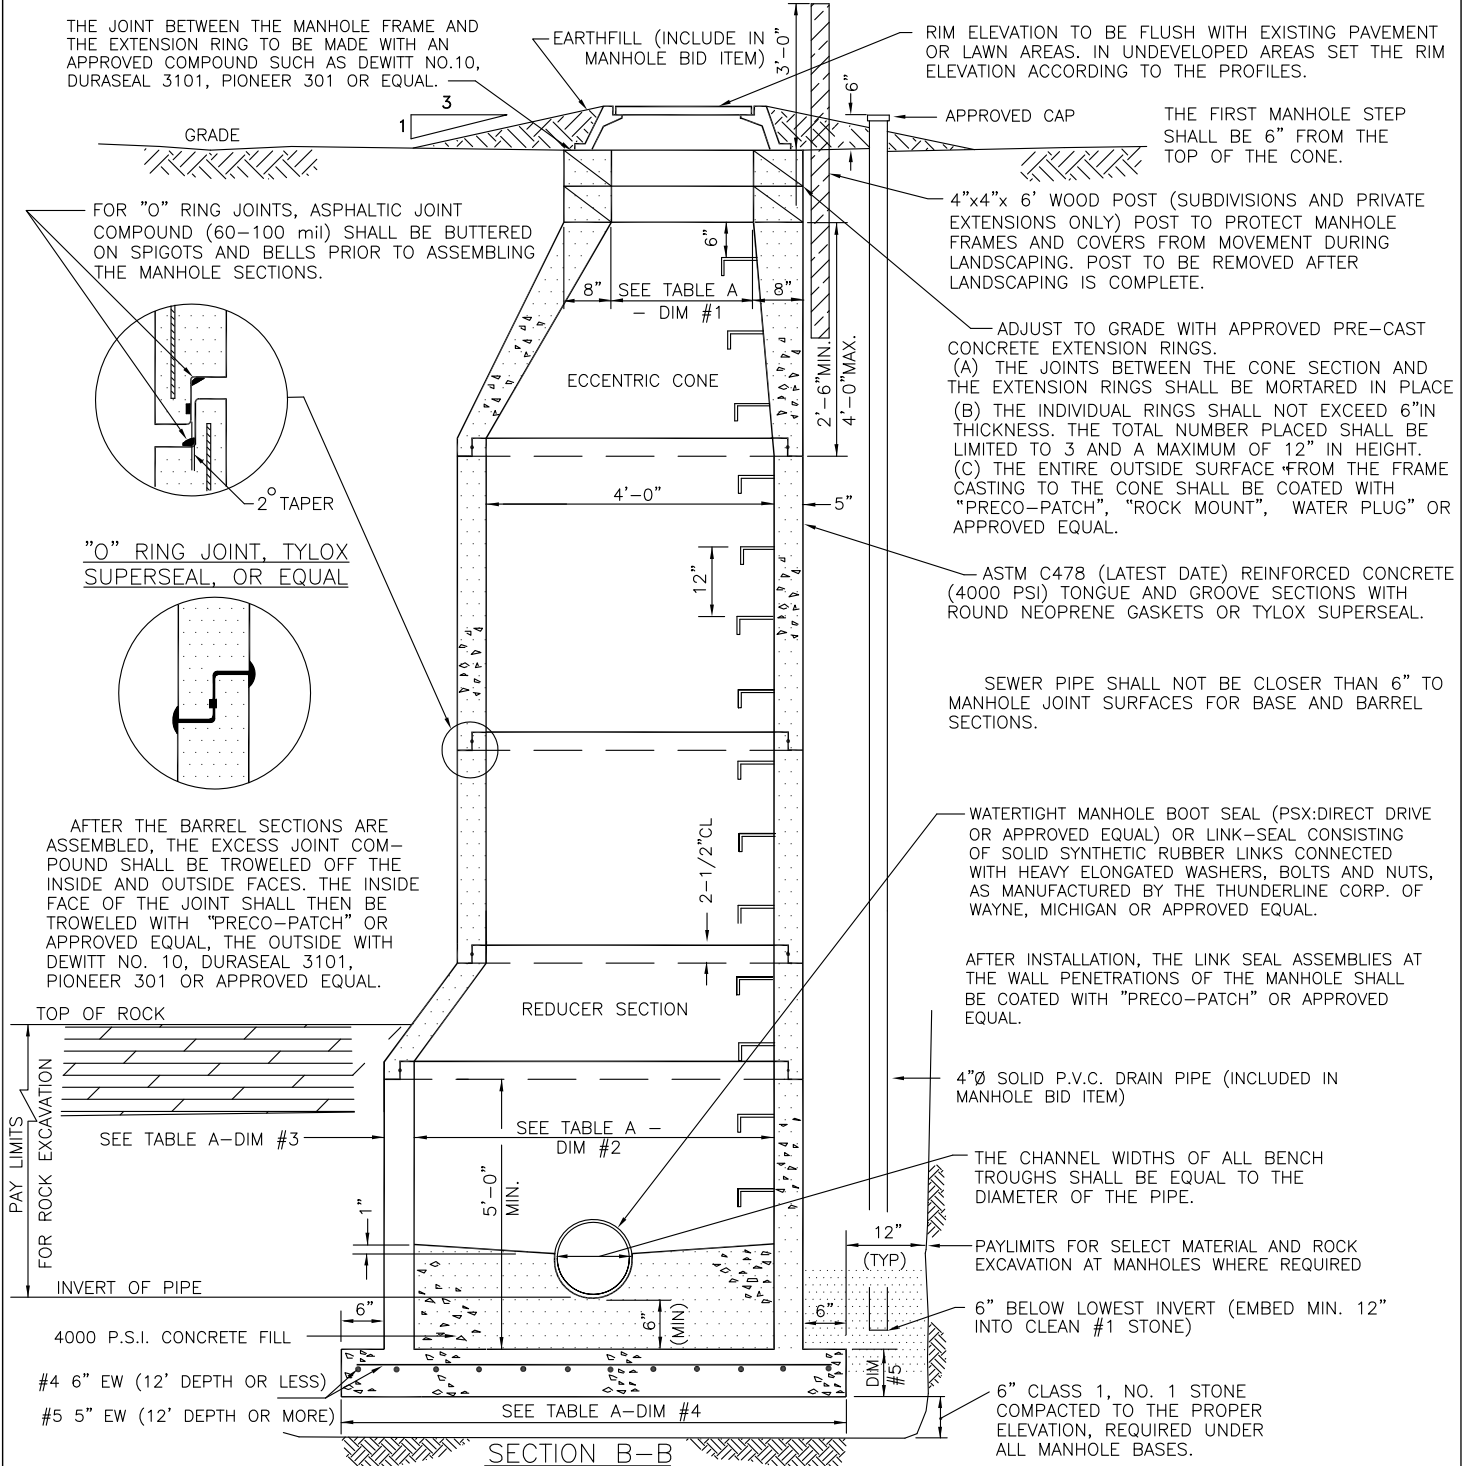 THE JOINT BETWEEN THE MANHOLE FRAME AND
THE EXTENSION RING TO BE MADE WITH AN
APPROVED COMPOUND SUCH AS DEWITT NO.10,
DURASEAL 3101, PIONEER 301 OR EQUAL.
EARTHFILL (INCLUDE IN
MANHOLE BID ITEM)
3'-0"
RIM ELEVATION TO BE FLUSH WITH EXISTING PAVEMENT
OR LAWN AREAS. IN UNDEVELOPED AREAS SET THE RIM
ELEVATION ACCORDING TO THE PROFILES.
3
1
GRADE
6"
APPROVED CAP
THE FIRST MANHOLE STEP
SHALL BE 6" FROM THE
TOP OF THE CONE.
FOR "O" RING JOINTS, ASPHALTIC JOINT
COMPOUND (60-100 mil) SHALL BE BUTTERED
ON SPIGOTS AND BELLS PRIOR TO ASSEMBLING
THE MANHOLE SECTIONS.
4"x4"x 6' WOOD POST (SUBDIVISIONS AND PRIVATE
EXTENSIONS ONLY) POST TO PROTECT MANHOLE
FRAMES AND COVERS FROM MOVEMENT DURING
LANDSCAPING. POST TO BE REMOVED AFTER
LANDSCAPING IS COMPLETE.
6"
8"
SEE TABLE A
- DIM #1
8"
2'-6"MIN.
4'-0"MAX.
ECCENTRIC CONE
ADJUST TO GRADE WITH APPROVED PRE-CAST
CONCRETE EXTENSION RINGS.
(A) THE JOINTS BETWEEN THE CONE SECTION AND
THE EXTENSION RINGS SHALL BE MORTARED IN PLACE
(B) THE INDIVIDUAL RINGS SHALL NOT EXCEED 6"IN
THICKNESS. THE TOTAL NUMBER PLACED SHALL BE
LIMITED TO 3 AND A MAXIMUM OF 12" IN HEIGHT.
(C) THE ENTIRE OUTSIDE SURFACE "FROM THE FRAME
CASTING TO THE CONE SHALL BE COATED WITH
"PRECO-PATCH", "ROCK MOUNT", WATER PLUG" OR
APPROVED EQUAL.
2° TAPER
4'-0"
5"
"O" RING JOINT, TYLOX
SUPERSEAL, OR EQUAL
12"
ASTM C478 (LATEST DATE) REINFORCED CONCRETE
(4000 PSI) TONGUE AND GROOVE SECTIONS WITH
ROUND NEOPRENE GASKETS OR TYLOX SUPERSEAL.
SEWER PIPE SHALL NOT BE CLOSER THAN 6" TO
MANHOLE JOINT SURFACES FOR BASE AND BARREL
SECTIONS.
AFTER THE BARREL SECTIONS ARE
ASSEMBLED, THE EXCESS JOINT COM-
POUND SHALL BE TROWELED OFF THE
INSIDE AND OUTSIDE FACES. THE INSIDE
FACE OF THE JOINT SHALL THEN BE
TROWELED WITH "PRECO-PATCH" OR
APPROVED EQUAL, THE OUTSIDE WITH
DEWITT NO. 10, DURASEAL 3101,
PIONEER 301 OR APPROVED EQUAL.
2-1/2"CL
WATERTIGHT MANHOLE BOOT SEAL (PSX:DIRECT DRIVE
OR APPROVED EQUAL) OR LINK-SEAL CONSISTING
OF SOLID SYNTHETIC RUBBER LINKS CONNECTED
WITH HEAVY ELONGATED WASHERS, BOLTS AND NUTS,
AS MANUFACTURED BY THE THUNDERLINE CORP. OF
WAYNE, MICHIGAN OR APPROVED EQUAL.
AFTER INSTALLATION, THE LINK SEAL ASSEMBLIES AT
THE WALL PENETRATIONS OF THE MANHOLE SHALL
BE COATED WITH "PRECO-PATCH" OR APPROVED
EQUAL.
TOP OF ROCK
REDUCER SECTION
PAY LIMITS
FOR ROCK EXCAVATION
4"Ø SOLID P.V.C. DRAIN PIPE (INCLUDED IN
MANHOLE BID ITEM)
SEE TABLE A-DIM #3
SEE TABLE A -
DIM #2
THE CHANNEL WIDTHS OF ALL BENCH
TROUGHS SHALL BE EQUAL TO THE
DIAMETER OF THE PIPE.
5'-0"
MIN.
1"
12"
(TYP)
PAYLIMITS FOR SELECT MATERIAL AND ROCK
EXCAVATION AT MANHOLES WHERE REQUIRED
INVERT OF PIPE
6"
6"
(MIN)
6"
6" BELOW LOWEST INVERT (EMBED MIN. 12"
INTO CLEAN #1 STONE)
4000 P.S.I. CONCRETE FILL
#4 6" EW (12' DEPTH OR LESS)
#5 5" EW (12' DEPTH OR MORE)
DIM
#5
SEE TABLE A-DIM #4
6" CLASS 1, NO. 1 STONE
COMPACTED TO THE PROPER
ELEVATION, REQUIRED UNDER
ALL MANHOLE BASES.
SECTION B-B